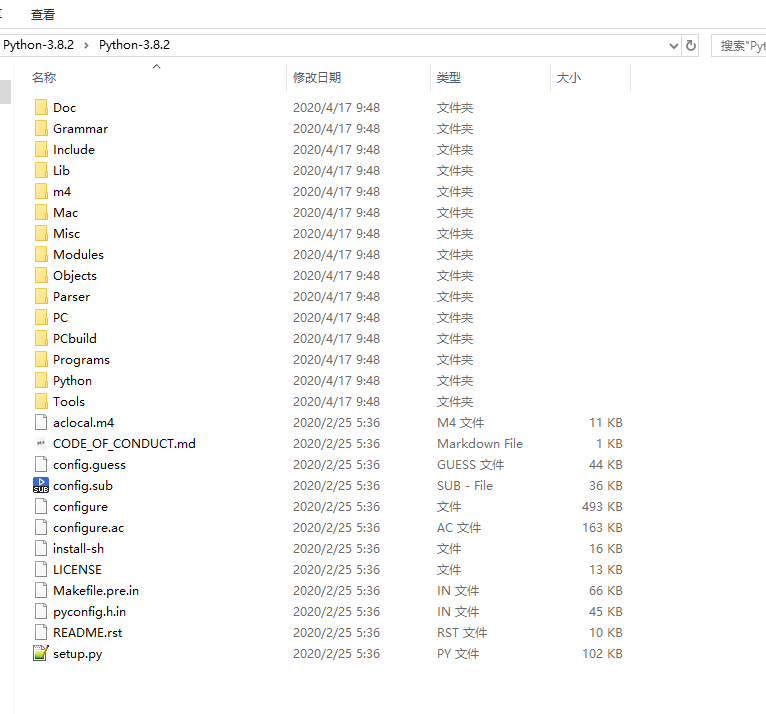 查看
Python-3.8.2 › Python-3.8.2 搜索"Pyt
名称 修改日期 类型 大小
Doc 2020/4/17 9:48 文件夹
Grammar 2020/4/17 9:48 文件夹
Include 2020/4/17 9:48 文件夹
Lib 2020/4/17 9:48 文件夹
m4 2020/4/17 9:48 文件夹
Mac 2020/4/17 9:48 文件夹
Misc 2020/4/17 9:48 文件夹
Modules 2020/4/17 9:48 文件夹
Objects 2020/4/17 9:48 文件夹
Parser 2020/4/17 9:48 文件夹
PC 2020/4/17 9:48 文件夹
PCbuild 2020/4/17 9:48 文件夹
Programs 2020/4/17 9:48 文件夹
Python 2020/4/17 9:48 文件夹
Tools 2020/4/17 9:48 文件夹
aclocal.m4 2020/2/25 5:36 M4 文件 11 KB
CODE_OF_CONDUCT.md 2020/2/25 5:36 Markdown File 1 KB
config.guess 2020/2/25 5:36 GUESS 文件 44 KB
SUB config.sub 2020/2/25 5:36 SUB - File 36 KB
configure 2020/2/25 5:36 文件 493 KB
configure.ac 2020/2/25 5:36 AC 文件 163 KB
install-sh 2020/2/25 5:36 文件 16 KB
LICENSE 2020/2/25 5:36 文件 13 KB
Makefile.pre.in 2020/2/25 5:36 IN 文件 66 KB
pyconfig.h.in 2020/2/25 5:36 IN 文件 45 KB
README.rst 2020/2/25 5:36 RST 文件 10 KB
setup.py 2020/2/25 5:36 PY 文件 102 KB